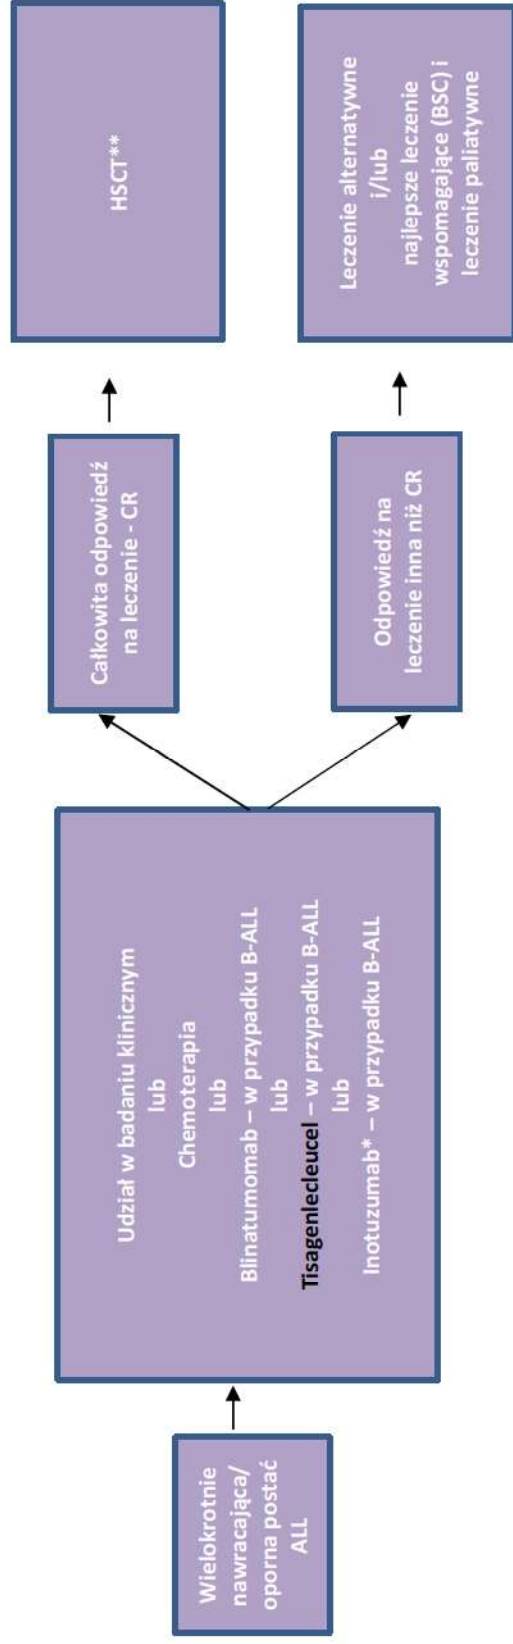 Wielokrotnie
nawracająca/
oporna postać
ALL
Udział w badaniu klinicznym
lub
Chemoterapia
lub
Blinatumomab – w przypadku B-ALL
lub
Tisagenlecleucel – w przypadku B-ALL
lub
Inotuzumab* – w przypadku B-ALL
Całkowita odpowiedź
na leczenie - CR
HSCT**
Odpowiedź na
leczenie inna niż CR
Leczenie alternatywne
i/lub
najlepsze leczenie
wspomagające (BSC) i
leczenie paliatywne